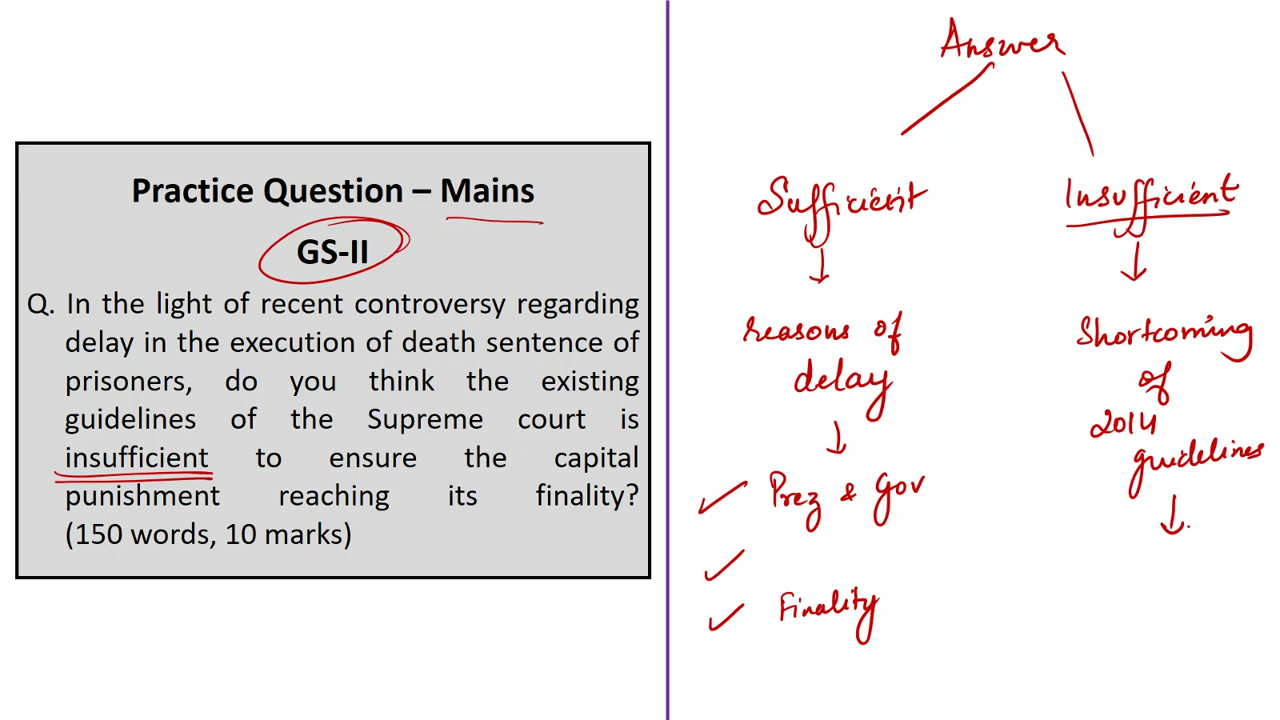 Practice Question – Mains
GS-II
Q. In the light of recent controversy regarding
delay in the execution of death sentence of
prisoners, do you think the existing
guidelines of the Supreme court is
insufficient to ensure the capital
punishment reaching its finality?
(150 words, 10 marks)
Answer
Sufficient
reasons of
delay
Prez & Gov
Finality
Insufficient
Shortcoming
of
2014
guidelines